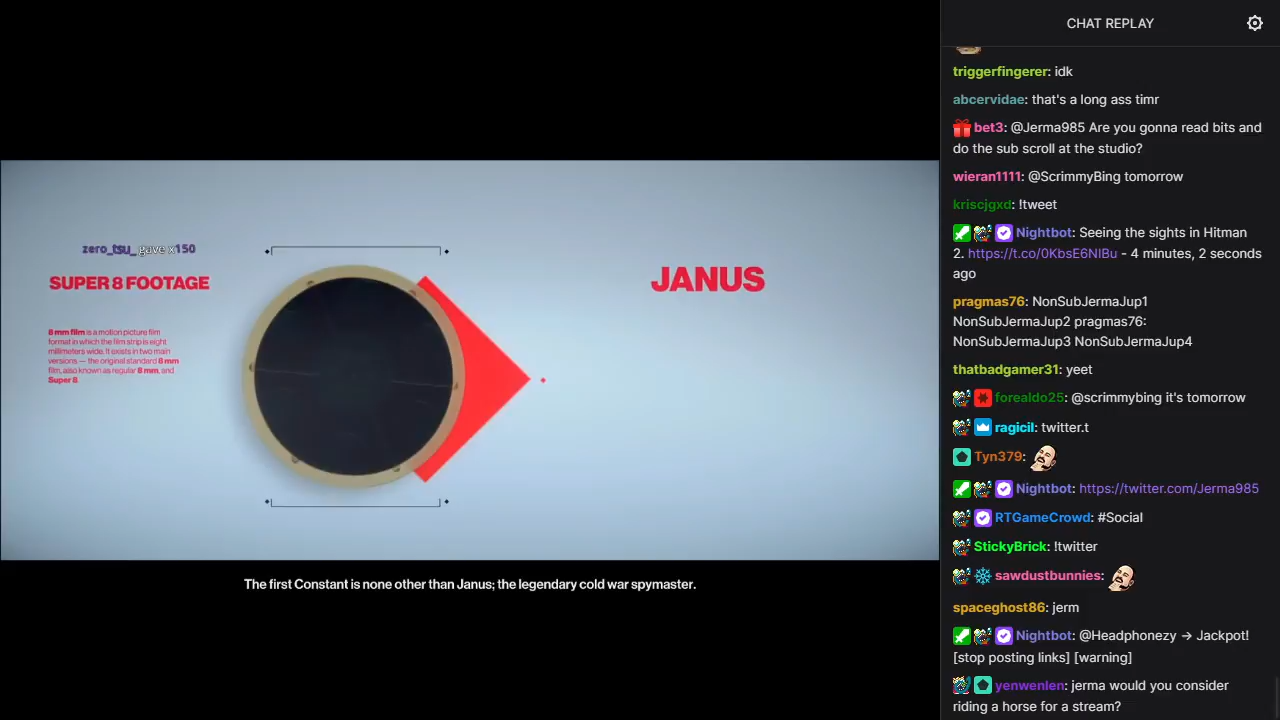 zero_tsu_ gave x150
SUPER 8 FOOTAGE
8 mm film is a motion picture film
format in which the film strip is eight
millimeters wide. It exists in two main
versions — the original standard 8 mm
film, also known as regular 8 mm, and
Super 8
JANUS
The first Constant is none other than Janus; the legendary cold war spymaster.
CHAT REPLAY
triggerfingerer: idk
abcervidae: that's a long ass timr
bet3: @Jerma985 Are you gonna read bits and
do the sub scroll at the studio?
wieran1111: @ScrimmyBing tomorrow
kriscjgxd: !tweet
Nightbot: Seeing the sights in Hitman
2. https://t.co/0KbsE6NIBu - 4 minutes, 2 seconds
ago
pragmas76: NonSubJermaJup1
NonSubJermaJup2 pragmas76:
NonSubJermaJup3 NonSubJermaJup4
thatbadgamer31: yeet
forealdo25: @scrimmybing it's tomorrow
ragicil: twitter.t
Tyn379:
Nightbot: https://twitter.com/Jerma985
RTGameCrowd: #Social
StickyBrick: !twitter
sawdustbunnies:
spaceghost86: jerm
Nightbot: @Headphonezy -> Jackpot!
[stop posting links] [warning]
yenwenlen: jerma would you consider
riding a horse for a stream?